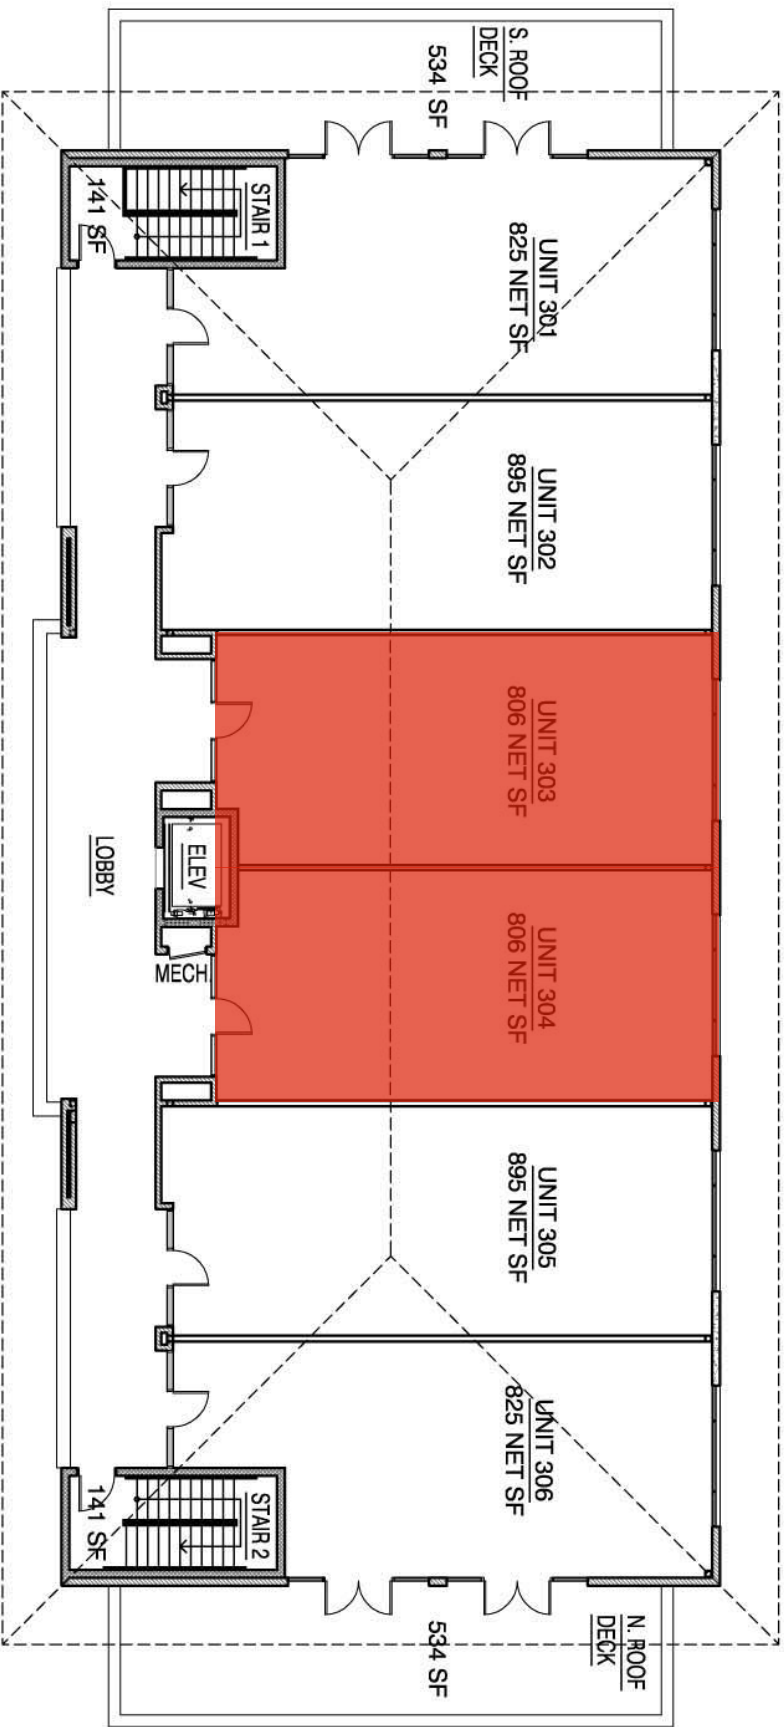 S. ROOF
DECK
534 SF
STAIR 1
141 SF
UNIT 301
825 NET SF
UNIT 302
895 NET SF
UNIT 303
806 NET SF
LOBBY
ELEV
MECH.
UNIT 304
806 NET SF
UNIT 305
895 NET SF
UNIT 306
825 NET SF
STAIR 2
141 SF
N. ROOF
DECK
534 SF